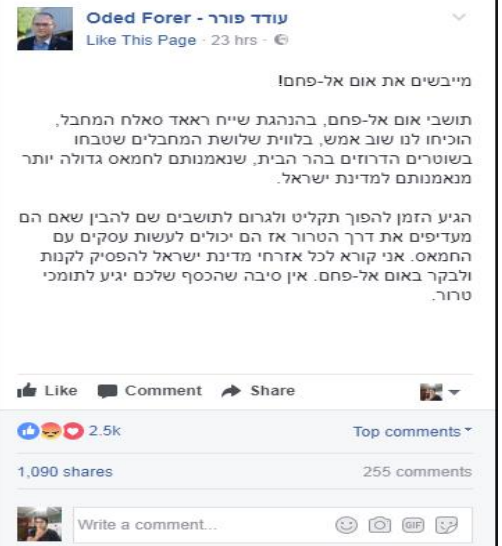 Oded Forer - עודד פורר
Like This Page · 23 hrs ·
מייבשים את אום אל-פחם!
תושבי אום אל-פחם, בהנהגת שייח ראאד סאלח המחבל,
הוכיחו לנו שוב אמש, בלווית שלושת המחבלים שטבחו
בשוטרים הדרוזים בהר הבית, שנאמנותם לחמאס גדולה יותר
מנאמנותם למדינת ישראל.
הגיע הזמן להפוך תקליט ולגרום לתושבים שם להבין שאם הם
מעדיפים את דרך הטרור אז הם יכולים לעשות עסקים עם
החמאס. אני קורא לכל אזרחי מדינת ישראל להפסיק לקנות
ולבקר באום אל-פחם. אין סיבה שהכסף שלכם יגיע לתומכי
טרור.
Like Comment Share
2.5k Top comments
1,090 shares 255 comments
Write a comment... GIF